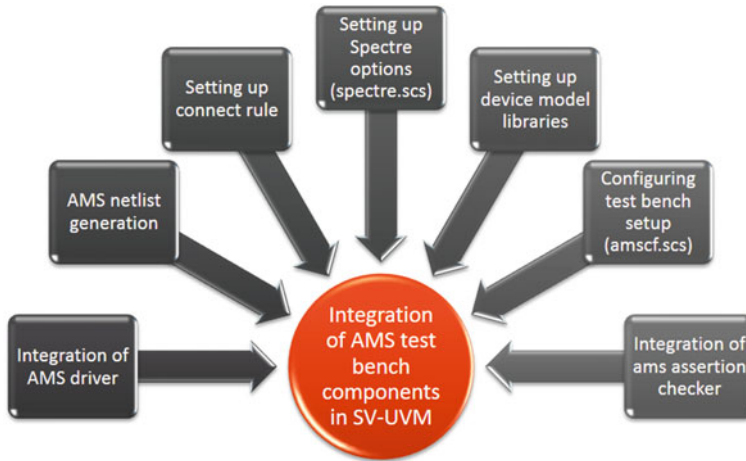 Setting up
Spectre
options
(spectre.scs)
Setting up
connect rule
Setting up
device model
libraries
AMS netlist
generation
Configuring
test bench
setup
(amscf.scs)
Integration of
AMS driver
Integration
of AMS test
bench
components
in SV-UVM
Integration of
ams assertion
checker